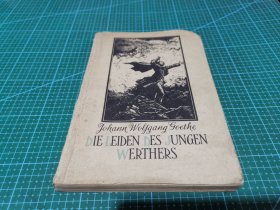 Johann Wolfgang Goethe
DIE LEIDEN DES JUNGEN
WERTHERS